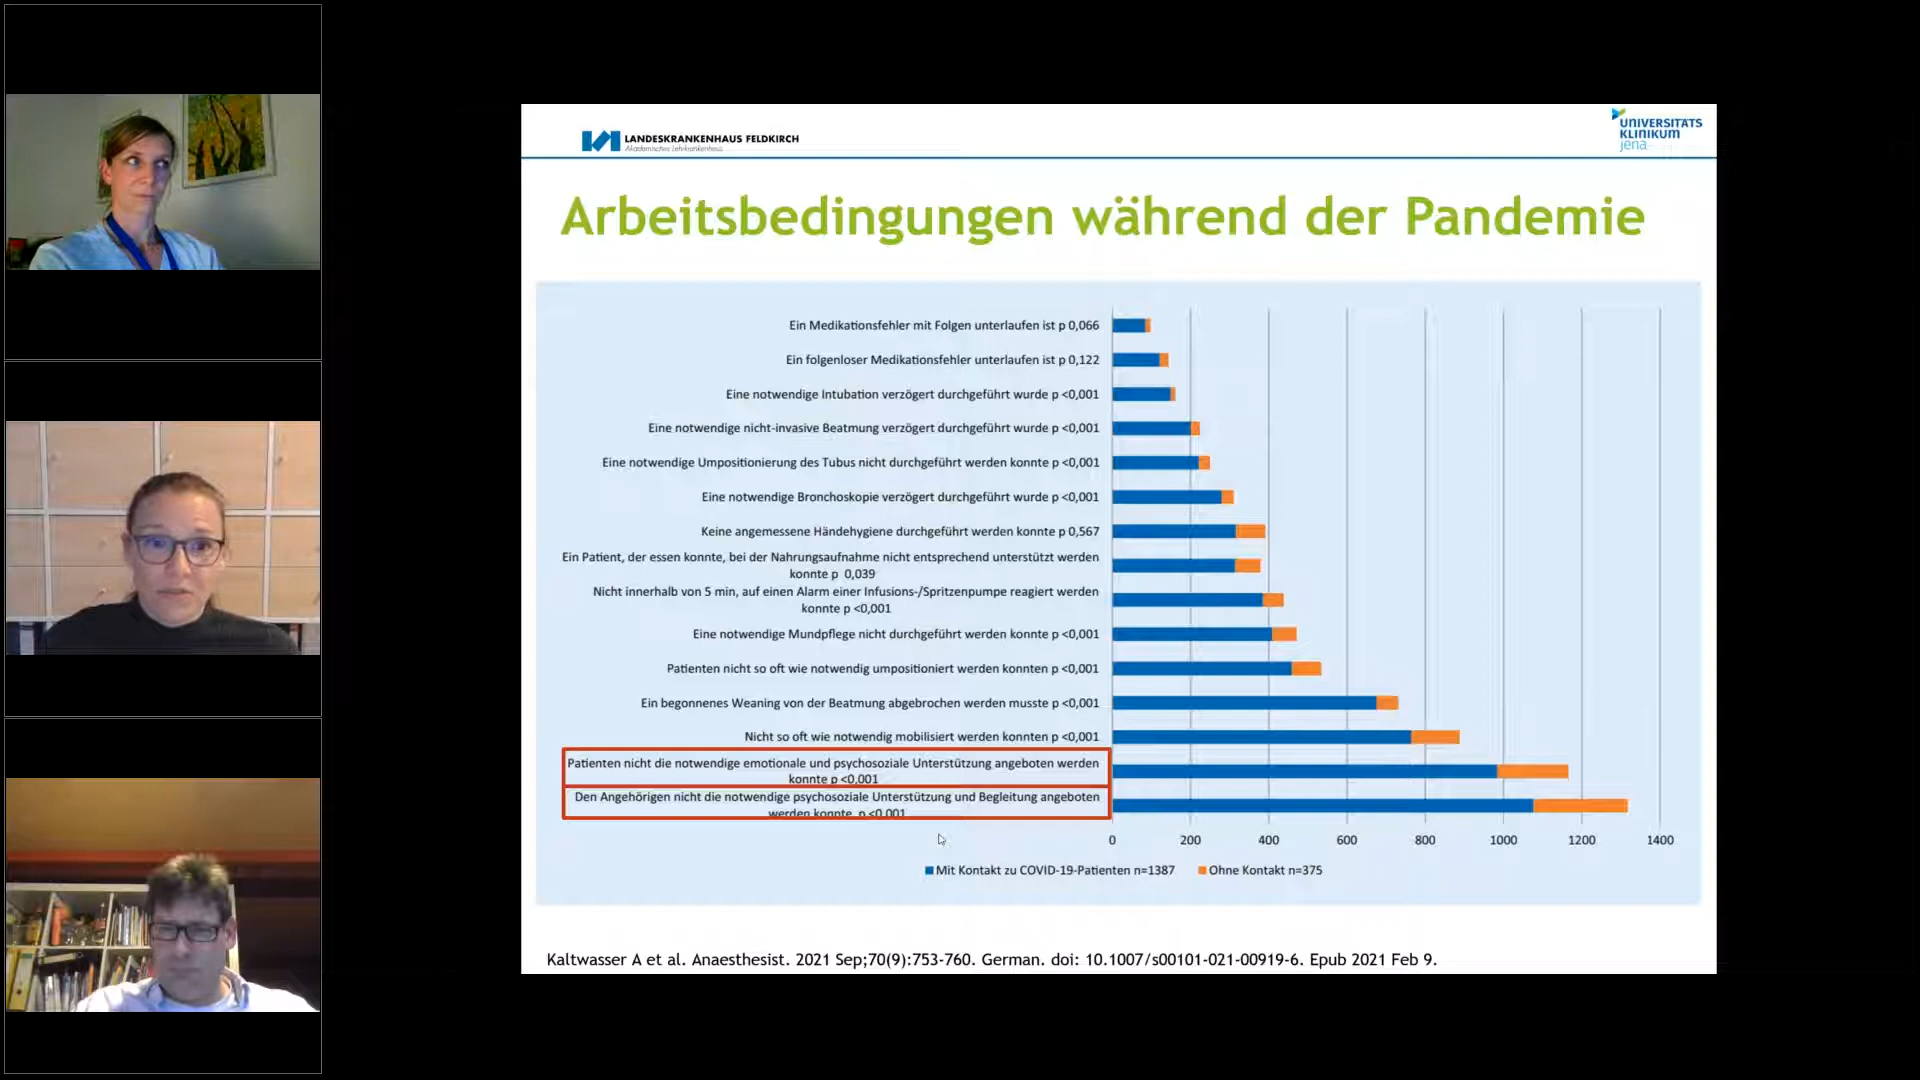 LANDESKRANKENHAUS FELDKIRCH
Akademisches Lehrkrankenhaus
UNIVERSITÄTS
KLINIKUM
jena
Arbeitsbedingungen während der Pandemie
Ein Medikationsfehler mit Folgen unterlaufen ist p 0,066
Ein folgenloser Medikationsfehler unterlaufen ist p 0,122
Eine notwendige Intubation verzögert durchgeführt wurde p <0,001
Eine notwendige nicht-invasive Beatmung verzögert durchgeführt wurde p <0,001
Eine notwendige Umpositionierung des Tubus nicht durchgeführt werden konnte p <0,001
Eine notwendige Bronchoskopie verzögert durchgeführt wurde p <0,001
Keine angemessene Händehygiene durchgeführt werden konnte p 0,567
Ein Patient, der essen konnte, bei der Nahrungsaufnahme nicht entsprechend unterstützt werden
konnte p 0,039
Nicht innerhalb von 5 min, auf einen Alarm einer Infusions-/Spritzenpumpe reagiert werden
konnte p <0,001
Eine notwendige Mundpflege nicht durchgeführt werden konnte p <0,001
Patienten nicht so oft wie notwendig umpositioniert werden konnten p <0,001
Ein begonnenes Weaning von der Beatmung abgebrochen werden musste p <0,001
Nicht so oft wie notwendig mobilisiert werden konnten p <0,001
Patienten nicht die notwendige emotionale und psychosoziale Unterstützung angeboten werden
konnte p <0,001
Den Angehörigen nicht die notwendige psychosoziale Unterstützung und Begleitung angeboten
werden konnte p <0,001
0 200 400 600 800 1000 1200 1400
Mit Kontakt zu COVID-19-Patienten n=1387 Ohne Kontakt n=375
Kaltwasser A et al. Anaesthesist. 2021 Sep;70(9):753-760. German. doi: 10.1007/s00101-021-00919-6. Epub 2021 Feb 9.